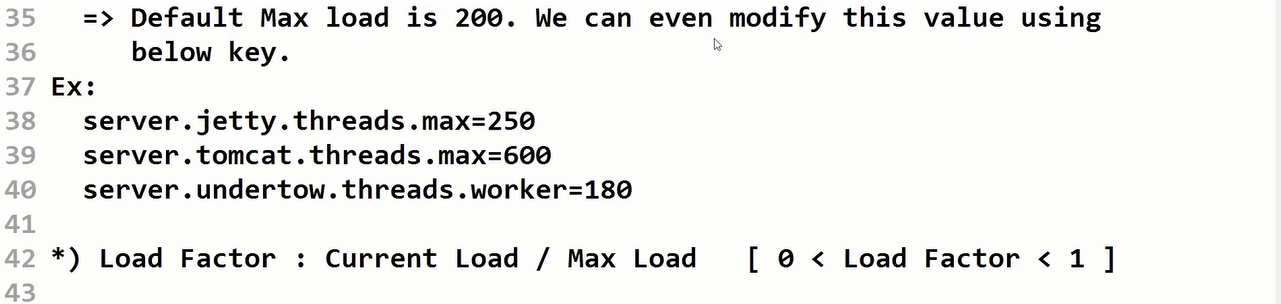 35 => Default Max load is 200. We can even modify this value using
36 below key.
37 Ex:
38 server.jetty.threads.max=250
39 server.tomcat.threads.max=600
40 server.undertow.threads.worker=180
41
42 *) Load Factor : Current Load / Max Load [ 0 < Load Factor < 1 ]
43